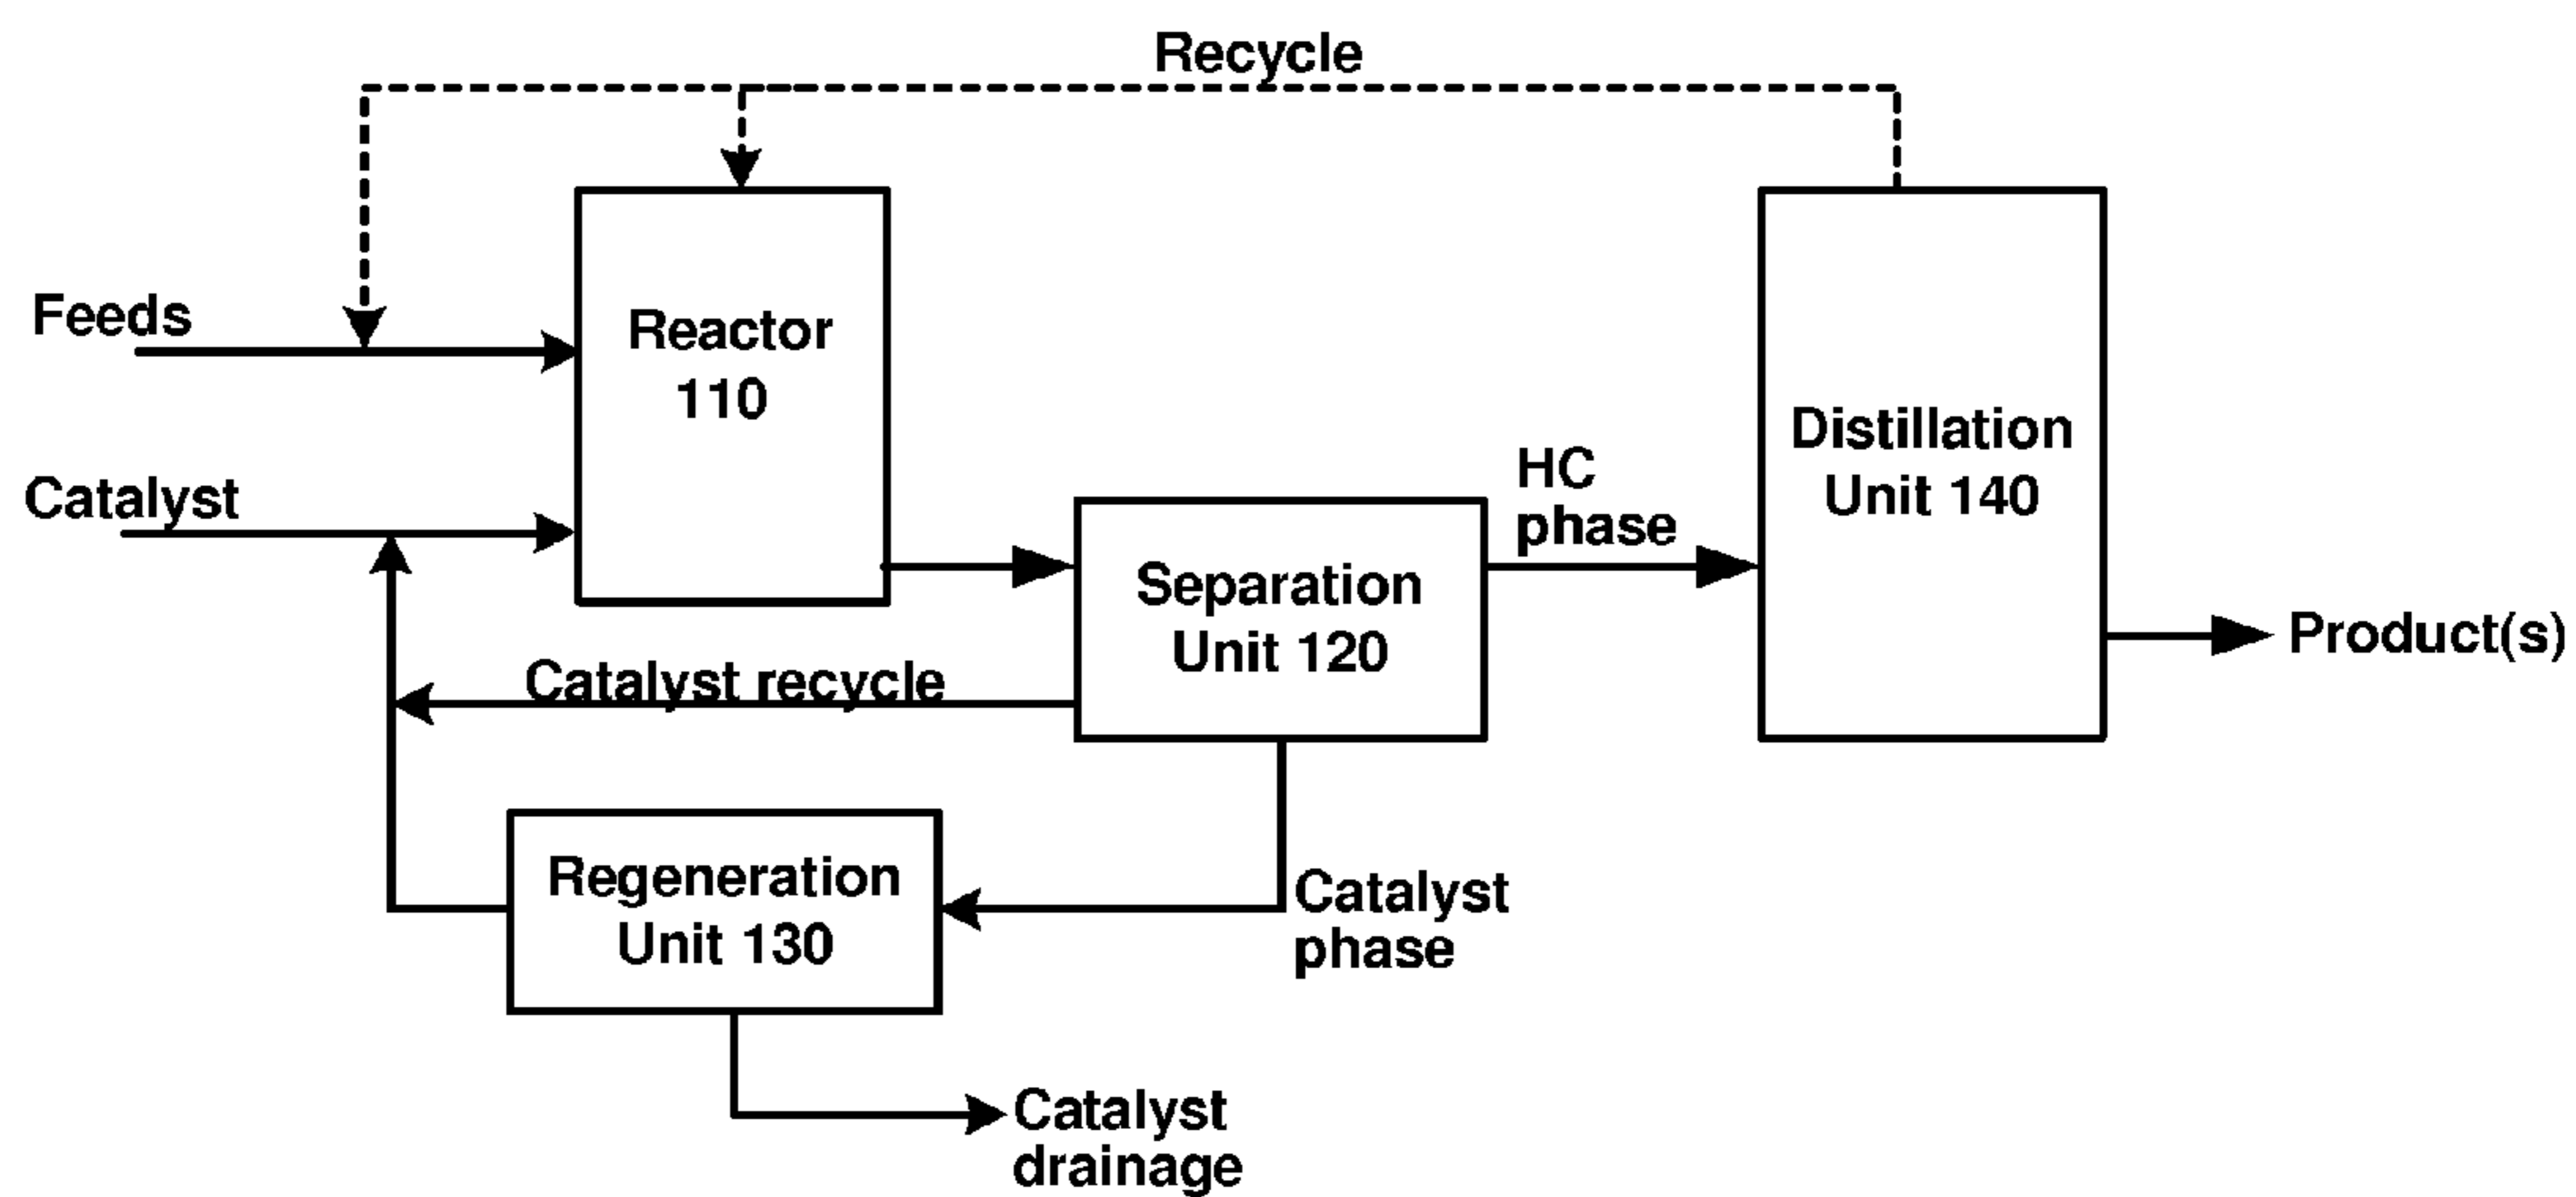 Recycle
Feeds
Reactor
110
Catalyst
HC
phase
Distillation
Unit 140
Separation
Unit 120
Product(s)
Catalyst recycle
Regeneration
Unit 130
Catalyst
phase
Catalyst
drainage